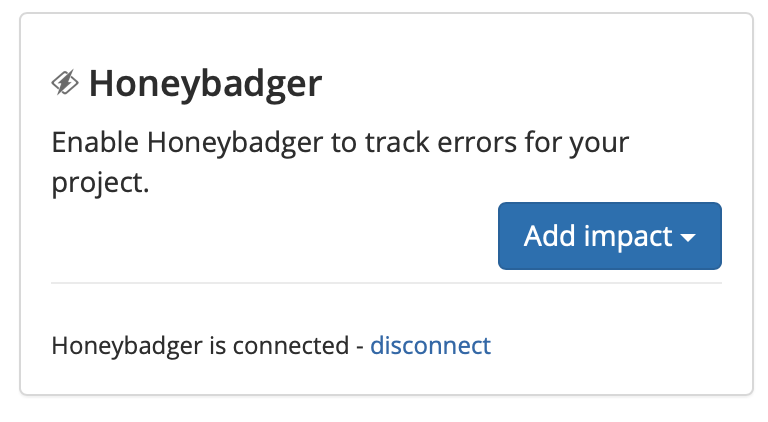 Honeybadger
Enable Honeybadger to track errors for your
project.
Add impact
Honeybadger is connected - disconnect